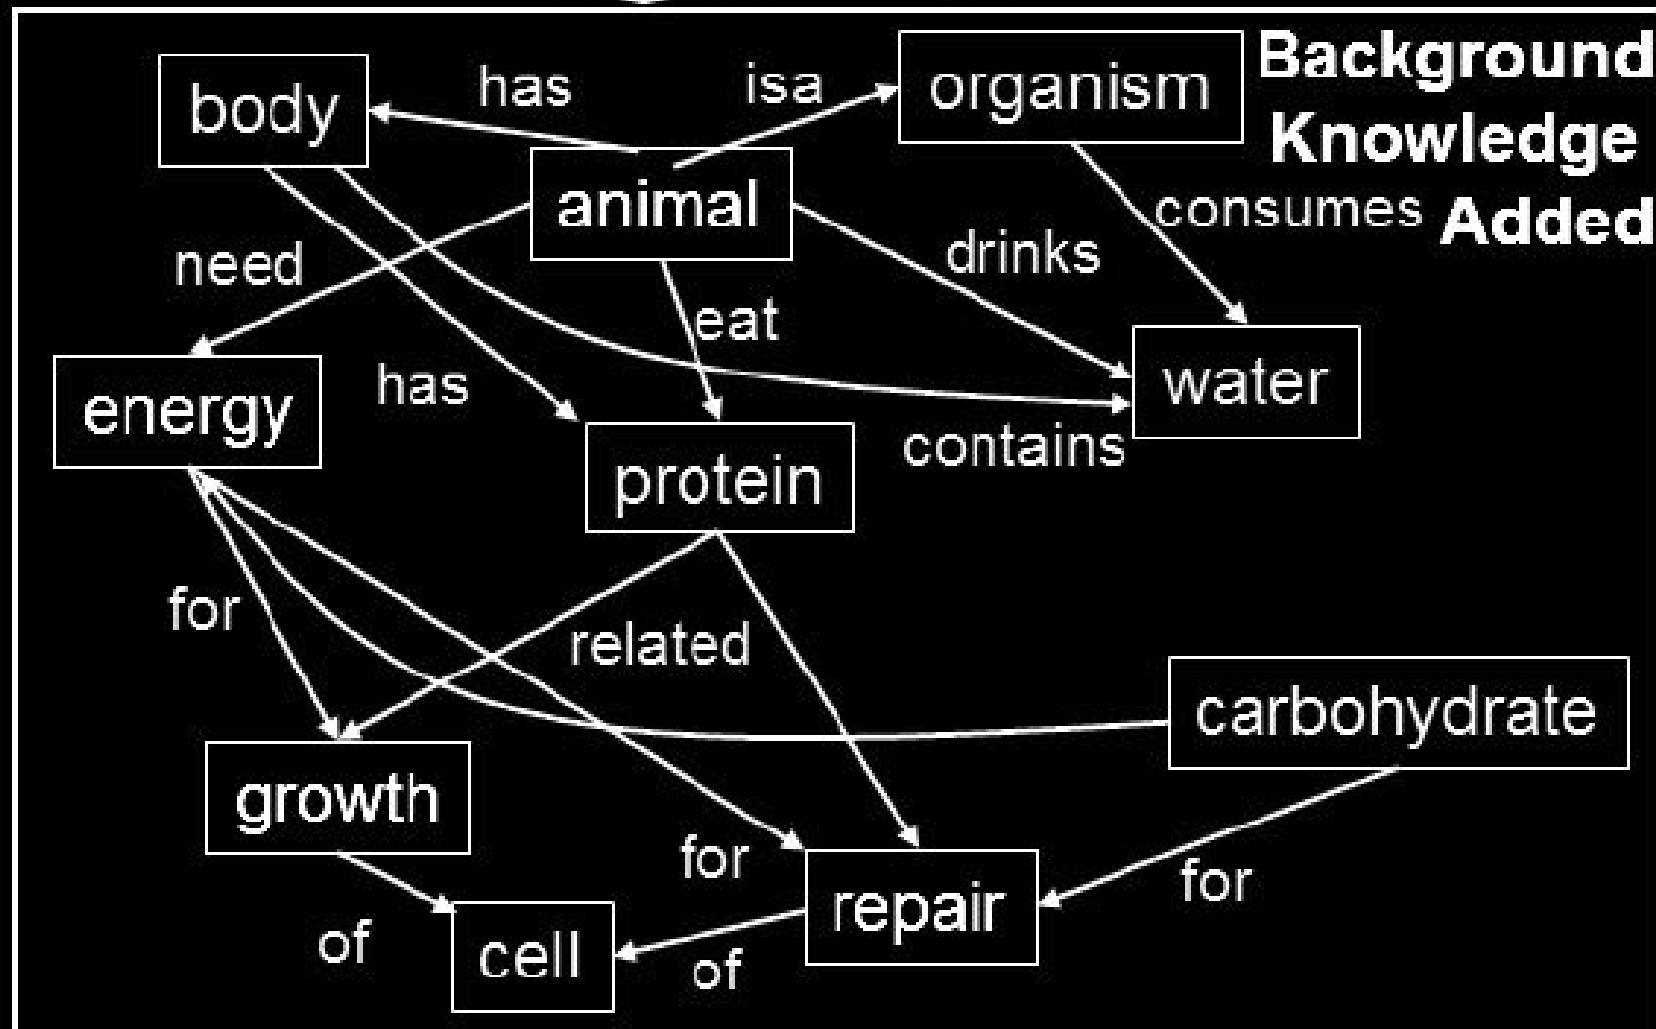 Background
Knowledge
Added
body
has
isa
organism
animal
consumes
need
drinks
eat
has
water
energy
contains
protein
for
related
carbohydrate
growth
for
for
repair
of
cell
of